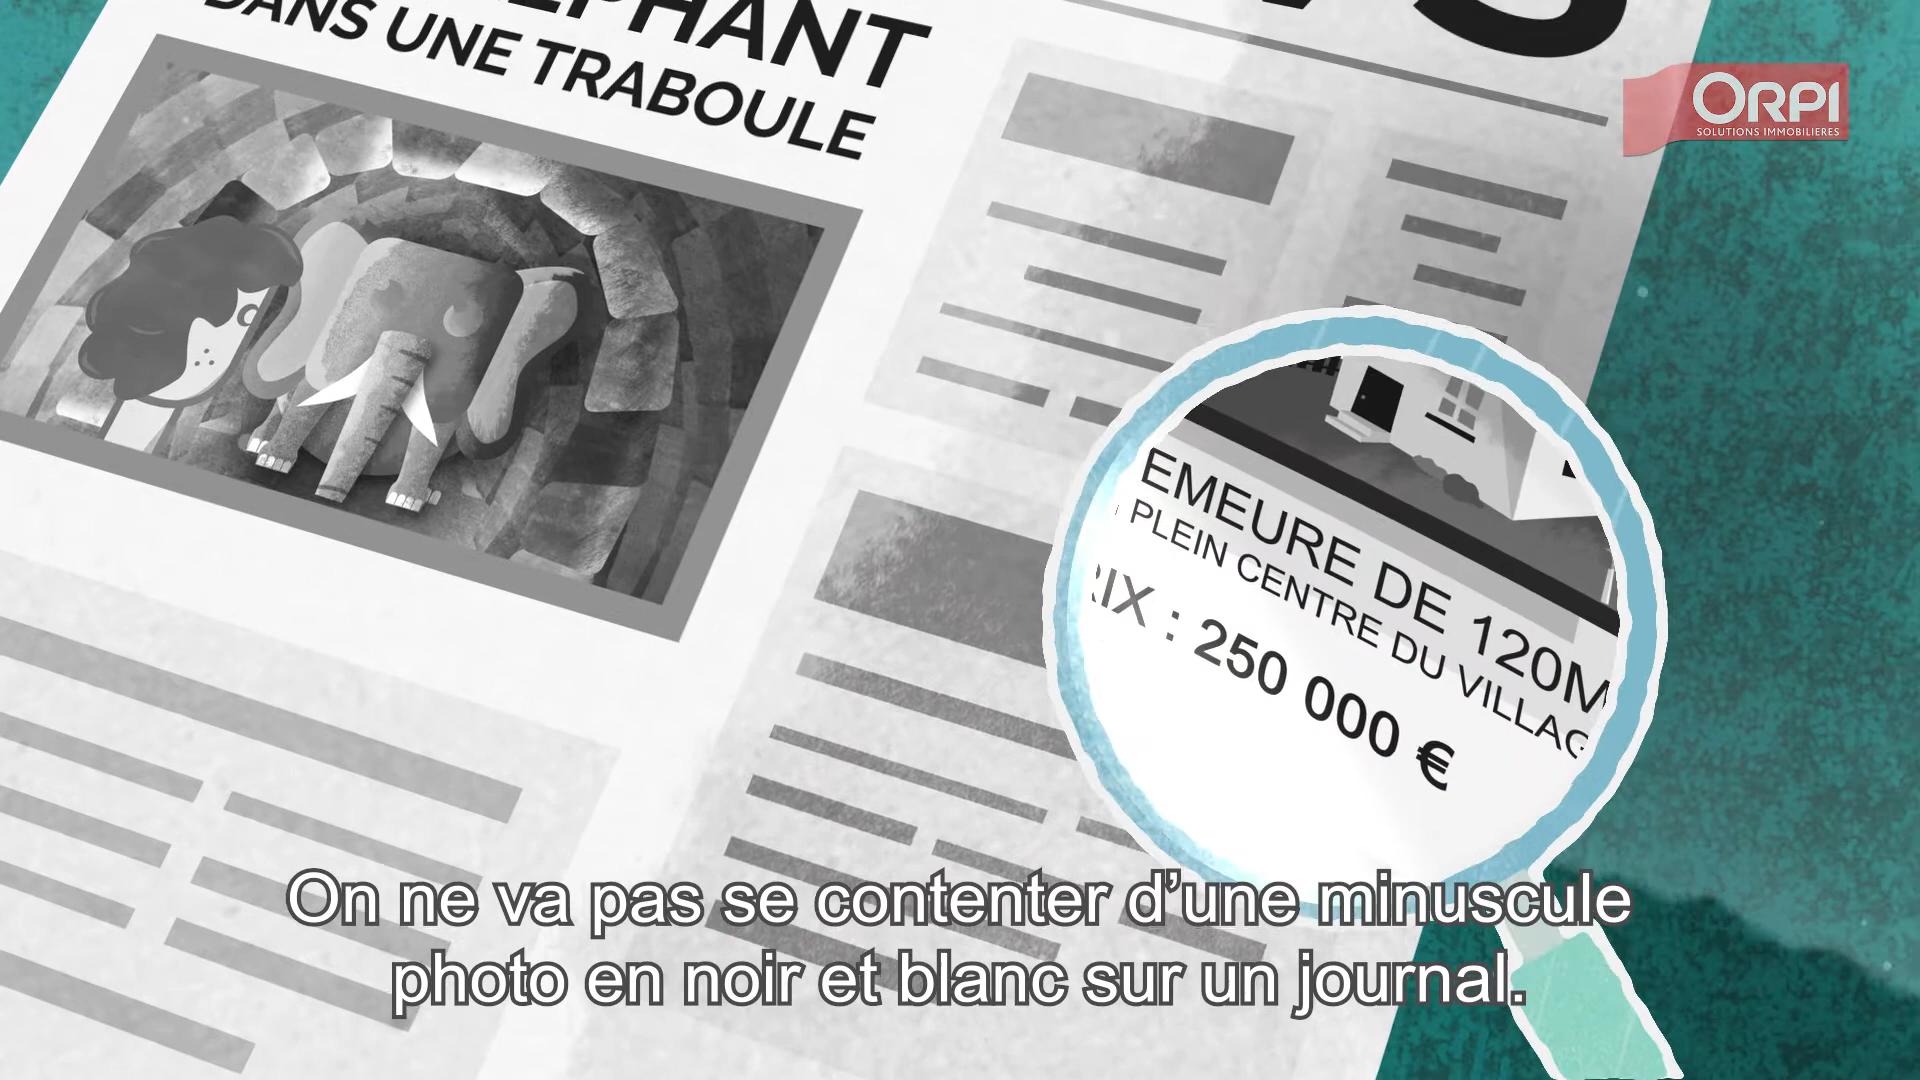 DANS UNE TRABOULE
ORPI
SOLUTIONS IMMOBILIERES
EMEURE DE 120M
PLEIN CENTRE DU VILLAG
IX : 250 000 €
On ne va pas se contenter d’une minuscule
photo en noir et blanc sur un journal.